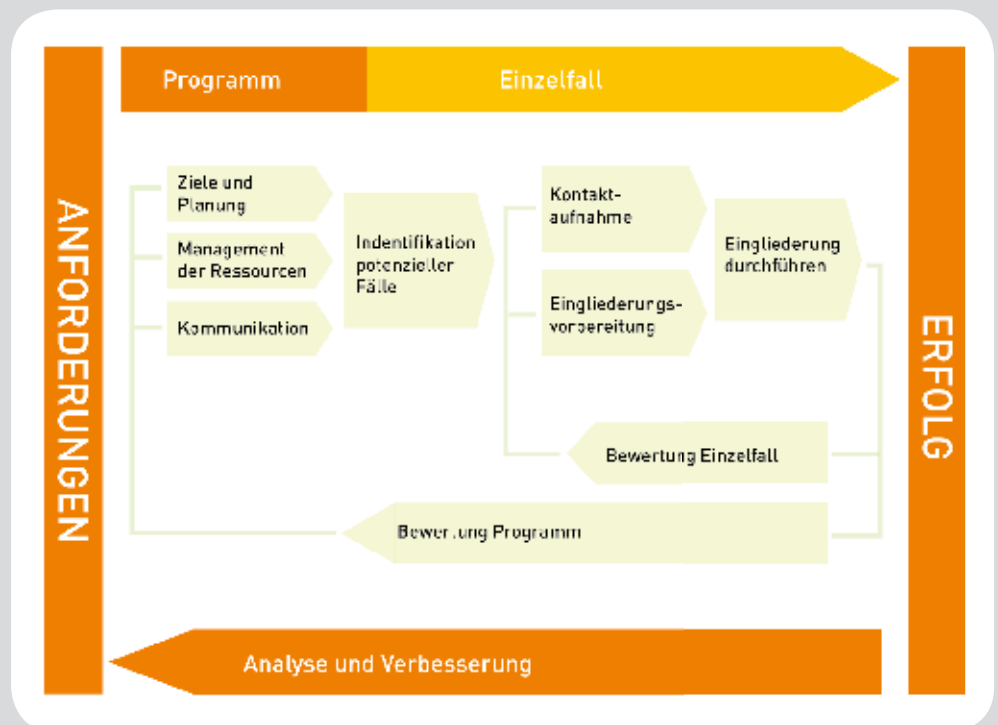 Programm
Einzelfall
ANFORDERUNGEN
Ziele und
Planung
Management
der Ressourcen
Kommunikation
Indentifikation
potenzieller
Fälle
Kontakt-
aufnahme
Eingliederungs-
vorbereitung
Eingliederung
durchführen
ERFOLG
Bewertung Einzelfall
Bewertung Programm
Analyse und Verbesserung